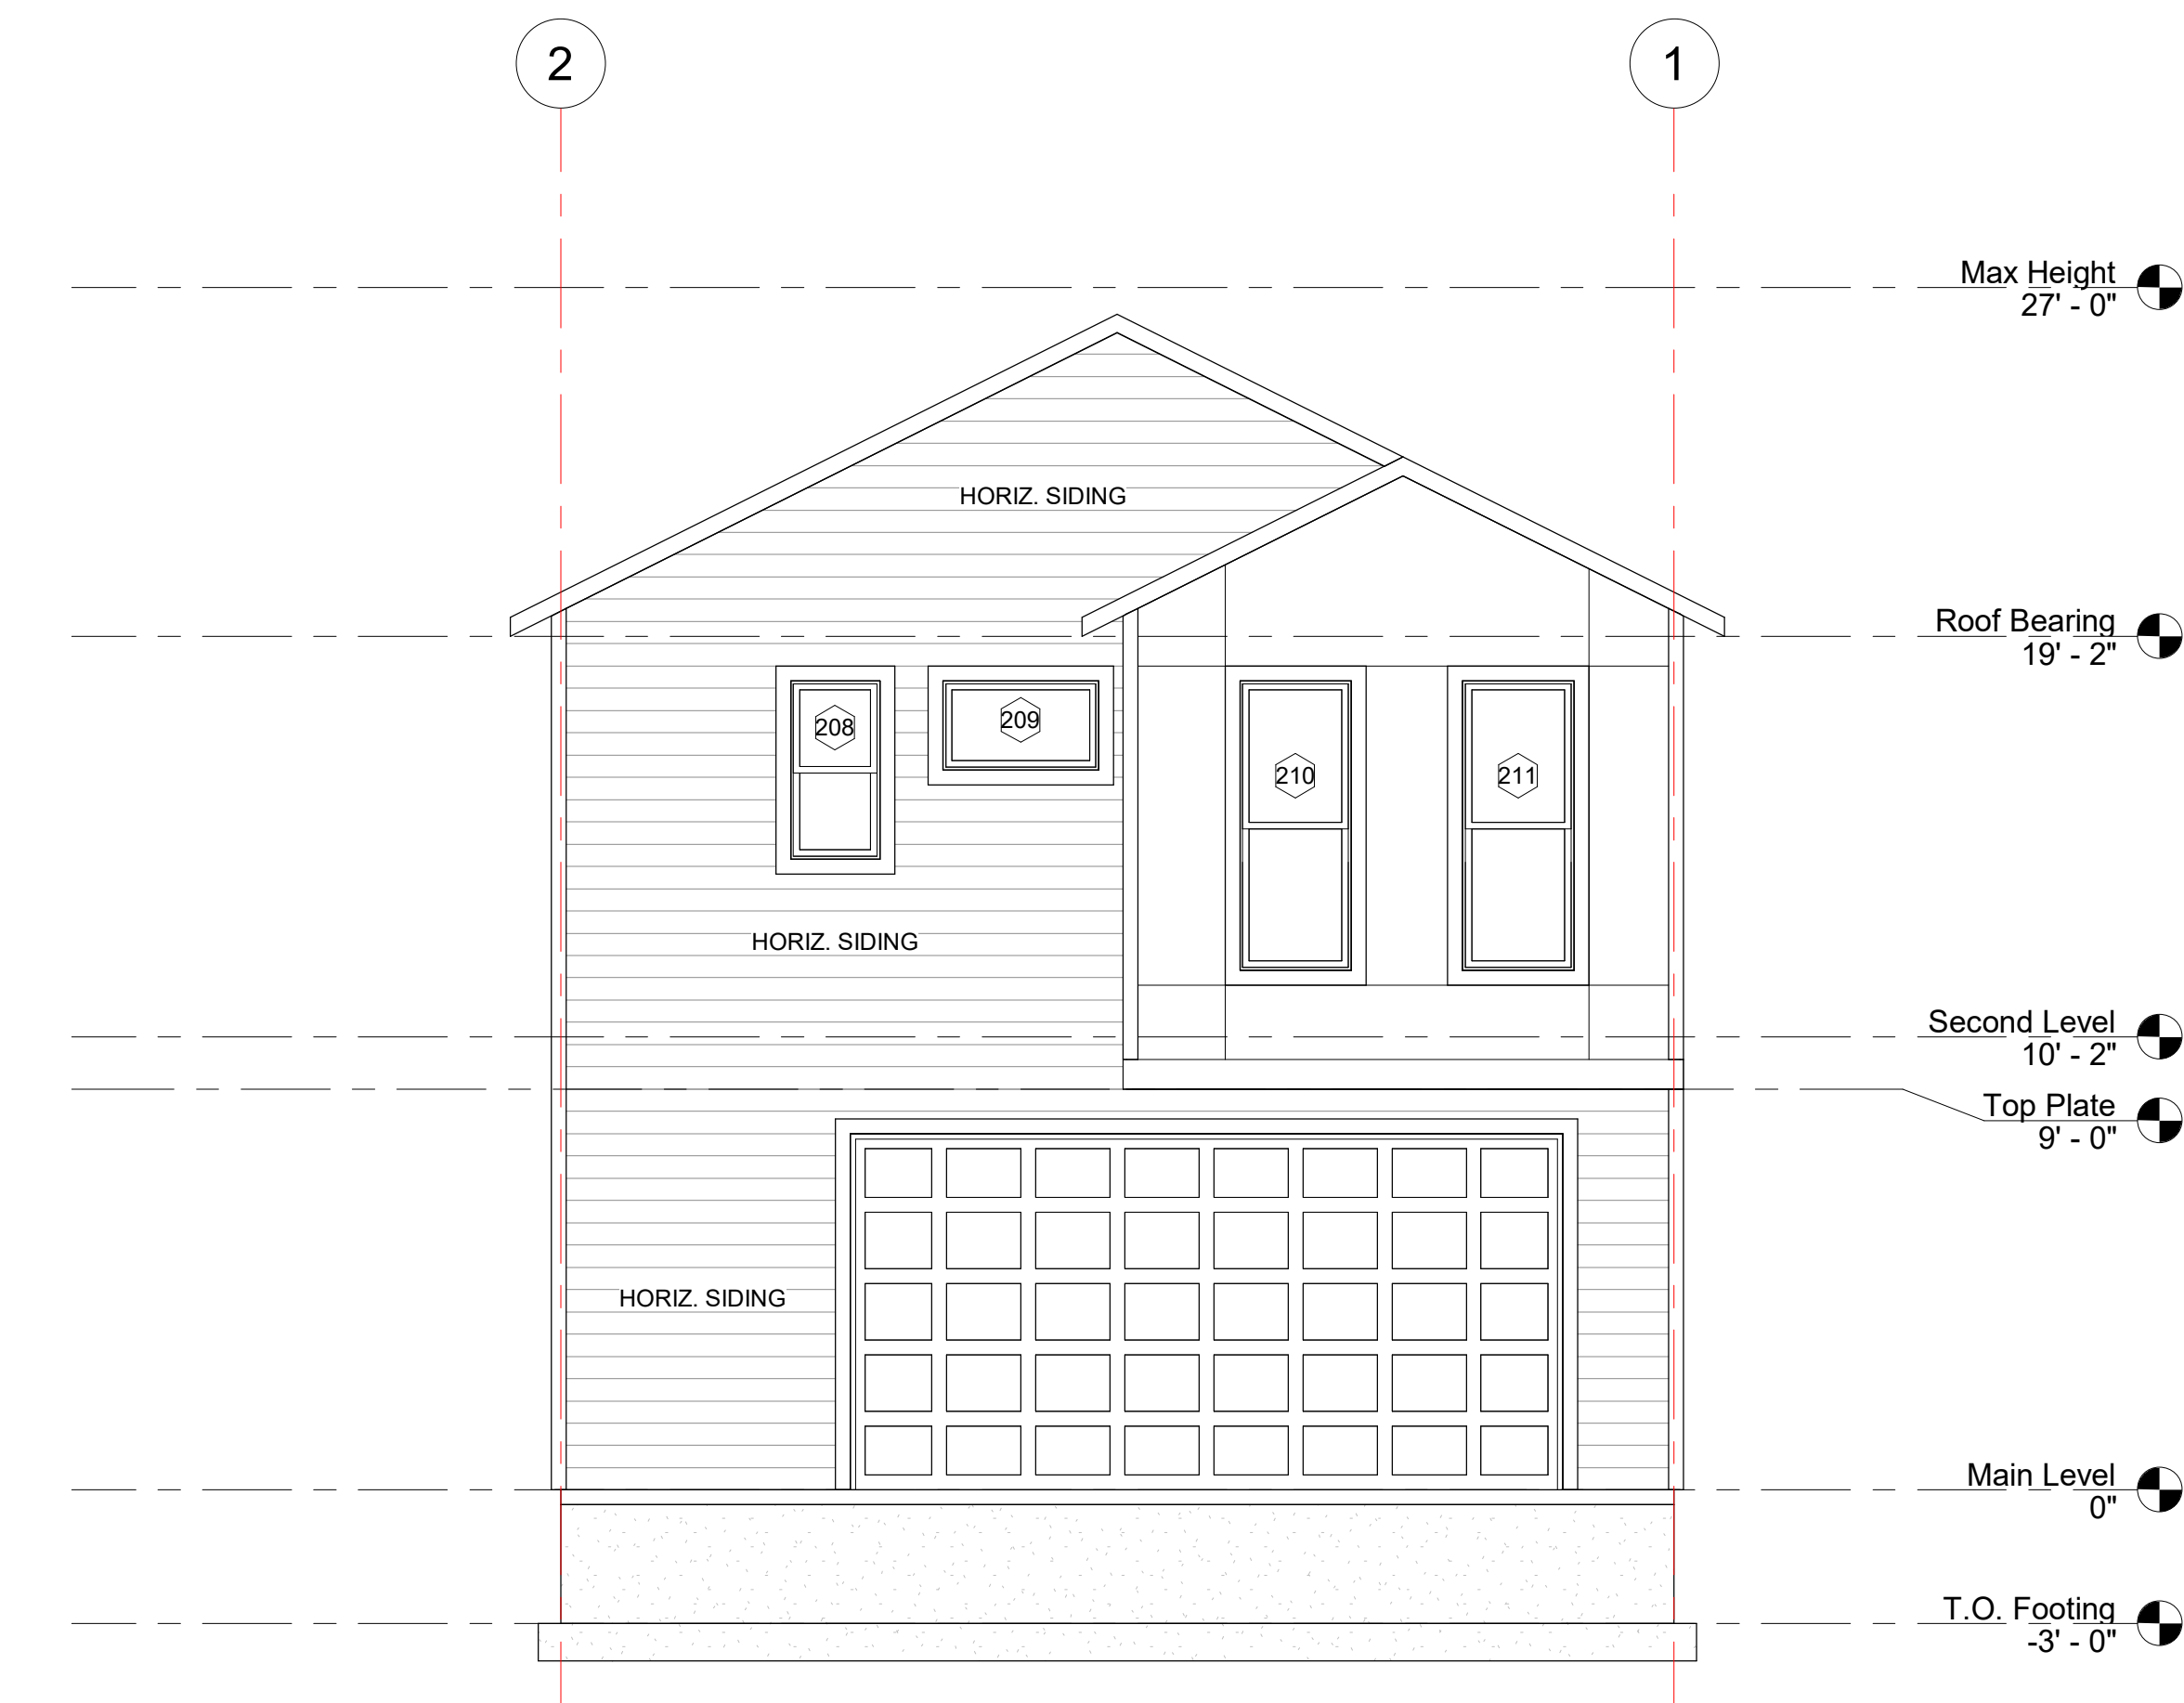 2
1
Max Height
27' - 0"
HORIZ. SIDING
Roof Bearing
19' - 2"
208
209
210
211
HORIZ. SIDING
Second Level
10' - 2"
Top Plate
9' - 0"
HORIZ. SIDING
Main Level
0"
T.O. Footing
-3' - 0"